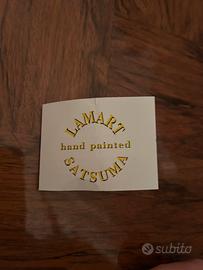 LAMART
hand painted
SATSUMA
subito